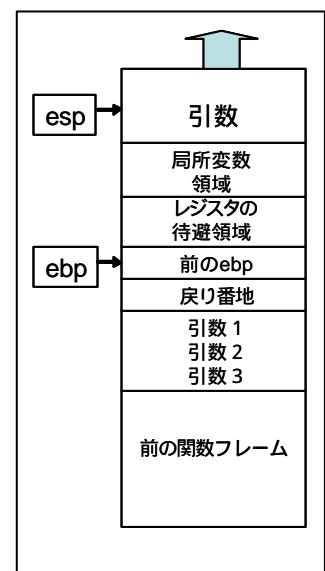 esp
引数
局所変数
領域
レジスタの
待避領域
ebp
前のebp
戻り番地
引数 1
引数 2
引数 3
前の関数フレーム